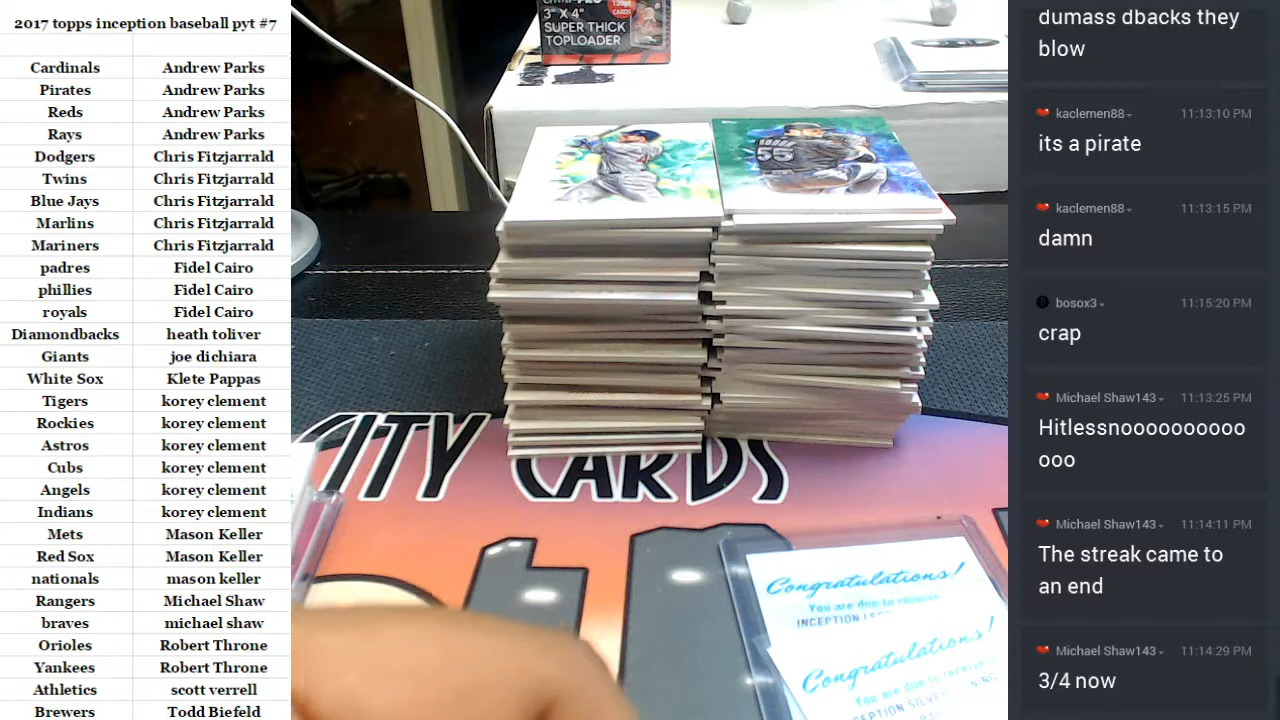 2017 topps inception baseball pyt #7
Cardinals Andrew Parks
Pirates Andrew Parks
Reds Andrew Parks
Rays Andrew Parks
Dodgers Chris Fitzjarrald
Twins Chris Fitzjarrald
Blue Jays Chris Fitzjarrald
Marlins Chris Fitzjarrald
Mariners Chris Fitzjarrald
padres Fidel Cairo
phillies Fidel Cairo
royals Fidel Cairo
Diamondbacks heath toliver
Giants joe dichiara
White Sox Klete Pappas
Tigers korey clement
Rockies korey clement
Astros korey clement
Cubs korey clement
Angels korey clement
Indians korey clement
Mets Mason Keller
Red Sox Mason Keller
nationals mason keller
Rangers Michael Shaw
braves michael shaw
Orioles Robert Throne
Yankees Robert Throne
Athletics scott verrell
Brewers Todd Biefeld
3" X 4"
SUPER THICK
TOPLOADER
CARDS
55
CITY CARDS
Congratulations!
You are due to receive
INCEPTION
Congratulations!
You are due to receive
SILVER
dumass dbacks they
blow
kaclemen88 11:13:10 PM
its a pirate
kaclemen88 11:13:15 PM
damn
bosox3 11:15:20 PM
crap
Michael Shaw143 11:13:25 PM
Hitlessnoooooooooo
ooo
Michael Shaw143 11:14:11 PM
The streak came to
an end
Michael Shaw143 11:14:29 PM
3/4 now